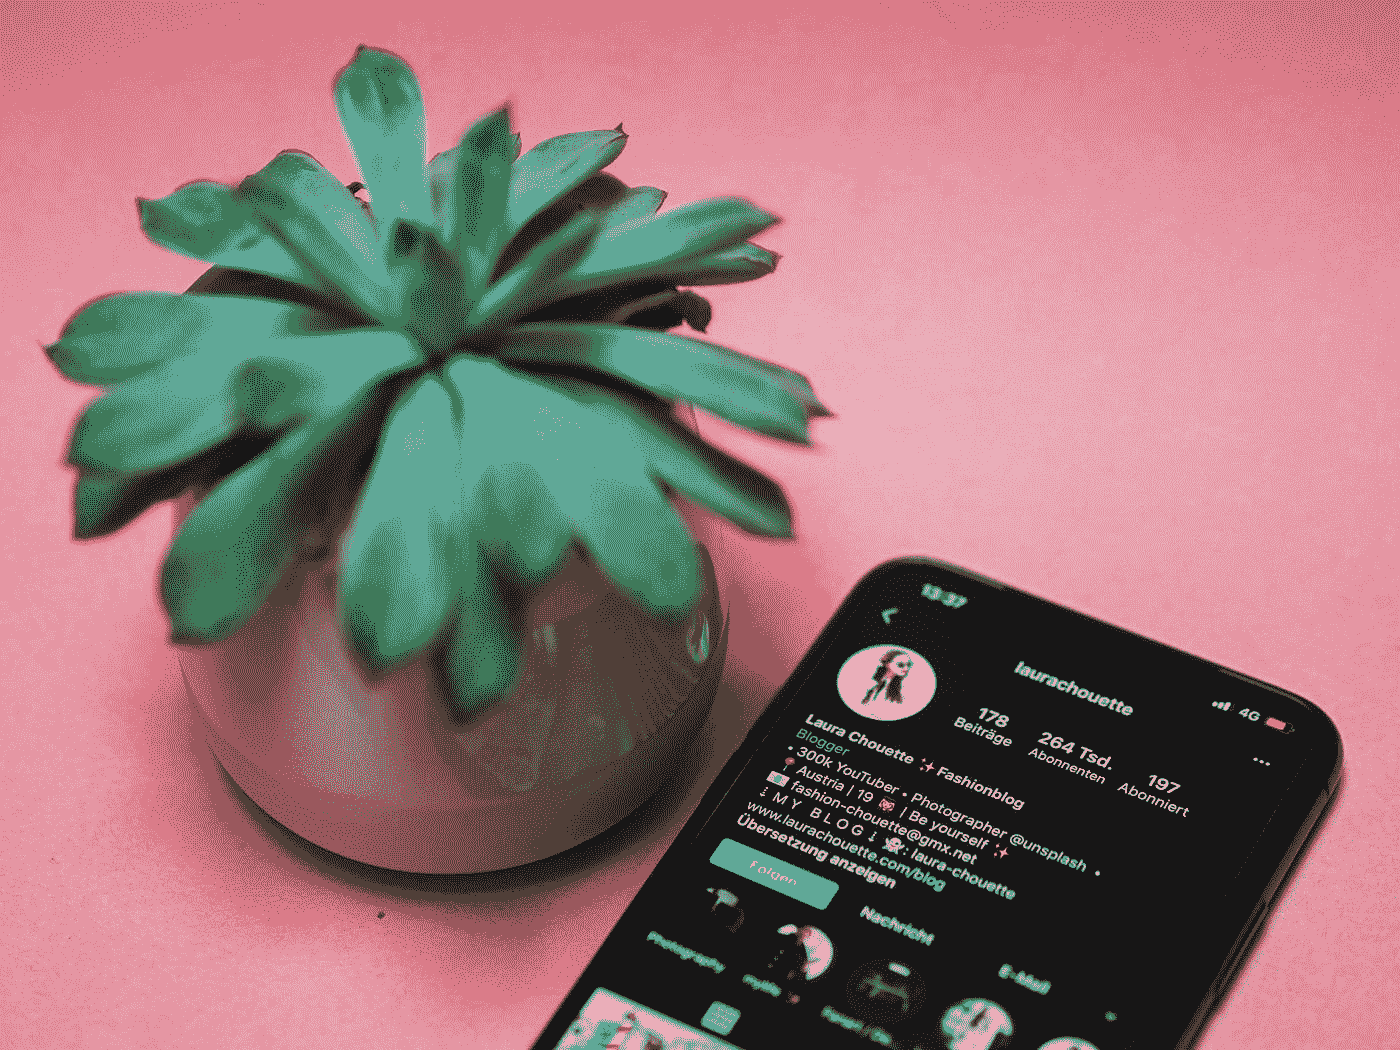 13:37
4G
laurachouette
178
Beiträge
264 Tsd.
Abonnenten
197
Abonniert
Laura Chouette ✨Fashionblog
Blogger
• 300k YouTuber • Photographer @unsplash •
📍 Austria | 19 🦁 | Be yourself ✨
📧 fashion-chouette@gmx.net
↓ M Y B L O G ↓ 👻: laura-chouette
www.laurachouette.com/blog
Übersetzung anzeigen
Folgen
Nachricht
E-Mail
Photography
mylife